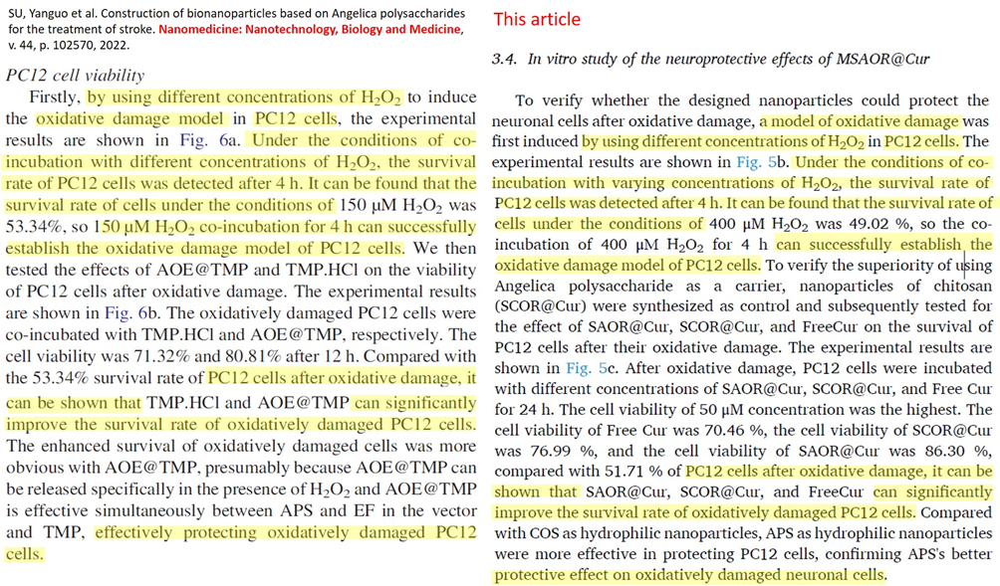 SU, Yanguo et al. Construction of bionanoparticles based on Angelica polysaccharides
for the treatment of stroke. Nanomedicine: Nanotechnology, Biology and Medicine,
v. 44, p. 102570, 2022.
PC12 cell viability
Firstly, by using different concentrations of H₂O₂ to induce
the oxidative damage model in PC12 cells, the experimental
results are shown in Fig. 6a. Under the conditions of co-
incubation with different concentrations of H₂O₂, the survival
rate of PC12 cells was detected after 4 h. It can be found that the
survival rate of cells under the conditions of 150 μM H₂O₂ was
53.34%, so 150 μM H₂O₂ co-incubation for 4 h can successfully
establish the oxidative damage model of PC12 cells. We then
tested the effects of AOE@TMP and TMP.HCl on the viability
of PC12 cells after oxidative damage. The experimental results
are shown in Fig. 6b. The oxidatively damaged PC12 cells were
co-incubated with TMP.HCl and AOE@TMP, respectively. The
cell viability was 71.32% and 80.81% after 12 h. Compared with
the 53.34% survival rate of PC12 cells after oxidative damage, it
can be shown that TMP.HCl and AOE@TMP can significantly
improve the survival rate of oxidatively damaged PC12 cells.
The enhanced survival of oxidatively damaged cells was more
obvious with AOE@TMP, presumably because AOE@TMP can
be released specifically in the presence of H₂O₂ and AOE@TMP
is effective simultaneously between APS and EF in the vector
and TMP, effectively protecting oxidatively damaged PC12
cells.
This article
3.4. In vitro study of the neuroprotective effects of MSAOR@Cur
To verify whether the designed nanoparticles could protect the
neuronal cells after oxidative damage, a model of oxidative damage was
first induced by using different concentrations of H₂O₂ in PC12 cells. The
experimental results are shown in Fig. 5b. Under the conditions of co-
incubation with varying concentrations of H₂O₂, the survival rate of
PC12 cells was detected after 4 h. It can be found that the survival rate of
cells under the conditions of 400 μM H₂O₂ was 49.02 %, so the co-
incubation of 400 μM H₂O₂ for 4 h can successfully establish the
oxidative damage model of PC12 cells. To verify the superiority of using
Angelica polysaccharide as a carrier, nanoparticles of chitosan
(SCOR@Cur) were synthesized as control and subsequently tested for
the effect of SAOR@Cur, SCOR@Cur, and FreeCur on the survival of
PC12 cells after their oxidative damage. The experimental results are
shown in Fig. 5c. After oxidative damage, PC12 cells were incubated
with different concentrations of SAOR@Cur, SCOR@Cur, and Free Cur
for 24 h. The cell viability of 50 μM concentration was the highest. The
cell viability of Free Cur was 70.46 %, the cell viability of SCOR@Cur
was 76.99 %, and the cell viability of SAOR@Cur was 86.30 %,
compared with 51.71 % of PC12 cells after oxidative damage, it can be
shown that SAOR@Cur, SCOR@Cur, and FreeCur can significantly
improve the survival rate of oxidatively damaged PC12 cells. Compared
with COS as hydrophilic nanoparticles, APS as hydrophilic nanoparticles
were more effective in protecting PC12 cells, confirming APS's better
protective effect on oxidatively damaged neuronal cells.